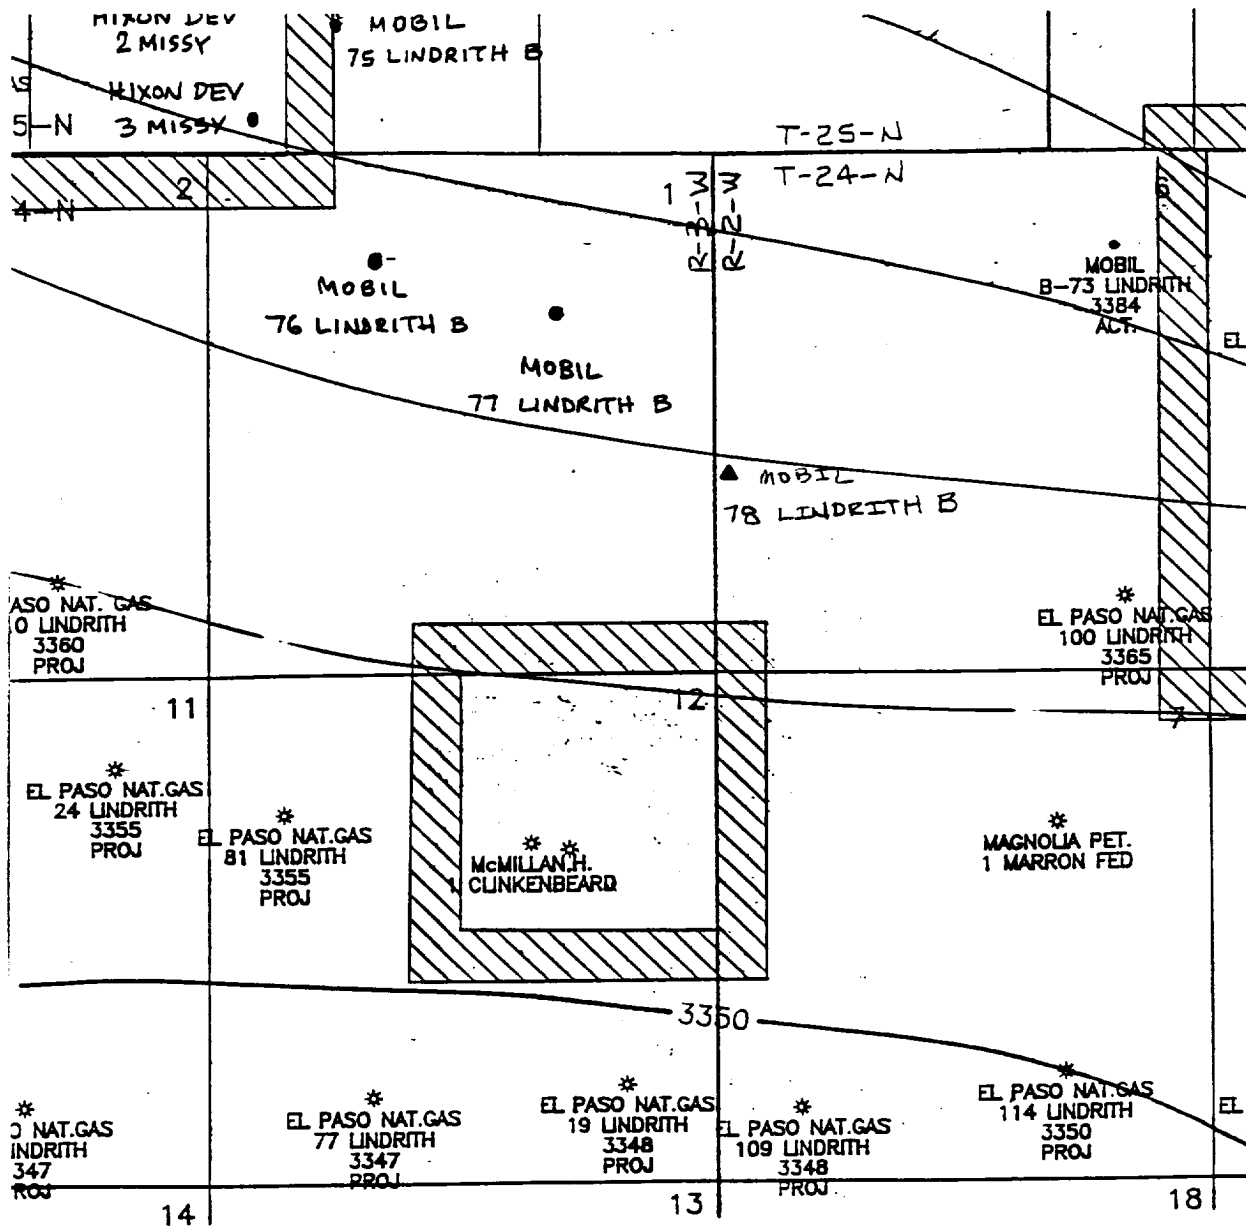 HIXON DEV
2 MISSY
MOBIL
75 LINDRITH B
HIXON DEV
3 MISSY
5-N
T-25-N
T-24-N
4-N
2
1
R-3-W
R-2-W
6
MOBIL
76 LINDRITH B
MOBIL
B-73 LINDRITH
3384
ACT.
EL
MOBIL
77 LINDRITH B
MOBIL
78 LINDRITH B
ASO NAT. GAS
0 LINDRITH
3360
PROJ
EL PASO NAT.GAS
100 LINDRITH
3365
PROJ
11
12
7
EL PASO NAT.GAS
24 LINDRITH
3355
PROJ
EL PASO NAT.GAS
81 LINDRITH
3355
PROJ
McMILLAN,H.
1 CLINKENBEARD
MAGNOLIA PET.
1 MARRON FED
3350
O NAT.GAS
INDRITH
347
ROJ
EL PASO NAT.GAS
77 LINDRITH
3347
PROJ
EL PASO NAT.GAS
19 LINDRITH
3348
PROJ
EL PASO NAT.GAS
109 LINDRITH
3348
PROJ
EL PASO NAT.GAS
114 LINDRITH
3350
PROJ
EL
14
13
18